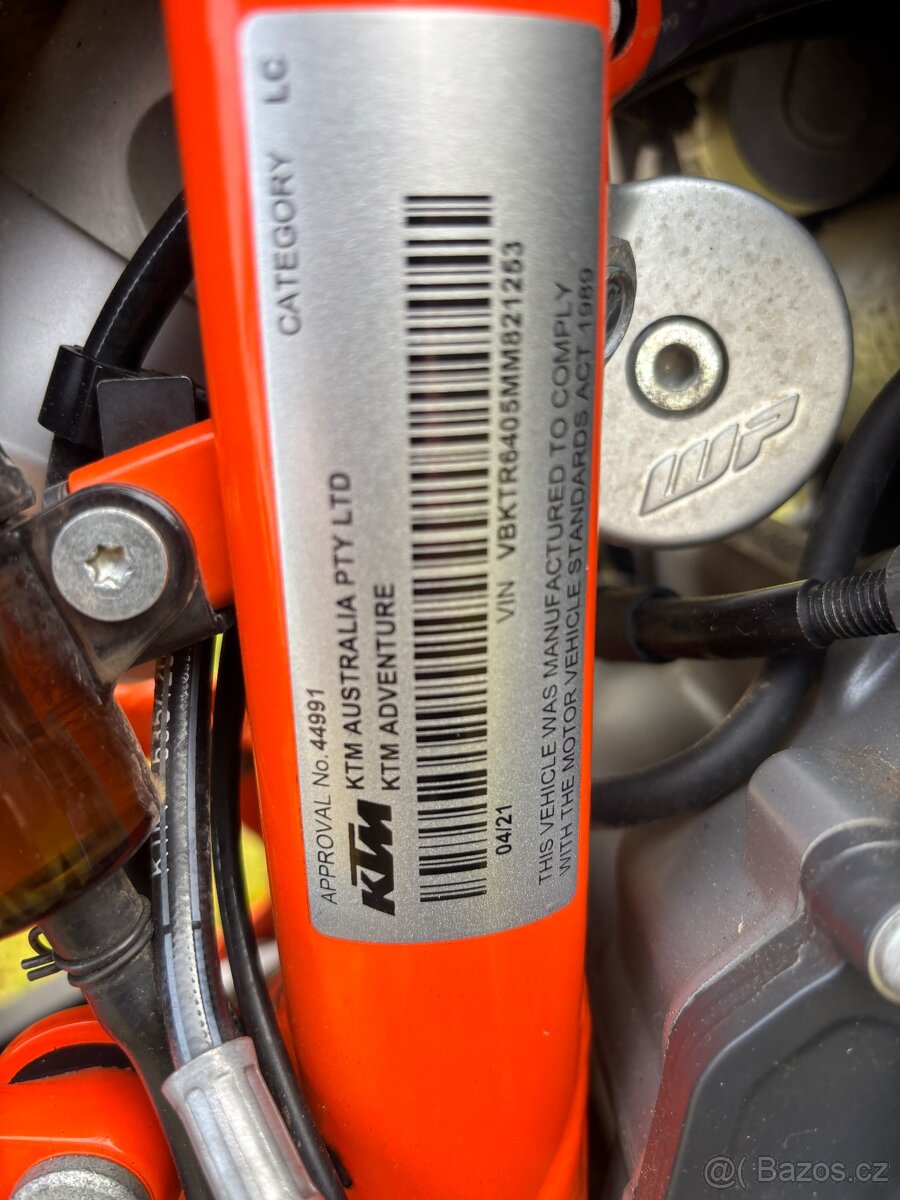 CATEGORY LC
APPROVAL No. 44991
KTM
KTM AUSTRALIA PTY LTD
KTM ADVENTURE
04/21
VIN VBKTR6405MM821253
THIS VEHICLE WAS MANUFACTURED TO COMPLY
WITH THE MOTOR VEHICLE STANDARDS ACT 1989
WP
@( Bazos.cz